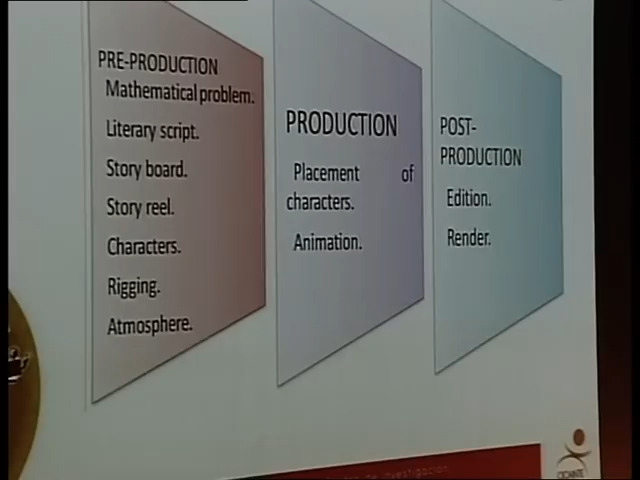 PRE-PRODUCTION
Mathematical problem.
Literary script.
Story board.
Story reel.
Characters.
Rigging.
Atmosphere.
PRODUCTION
Placement of
characters.
Animation.
POST-
PRODUCTION
Edition.
Render.